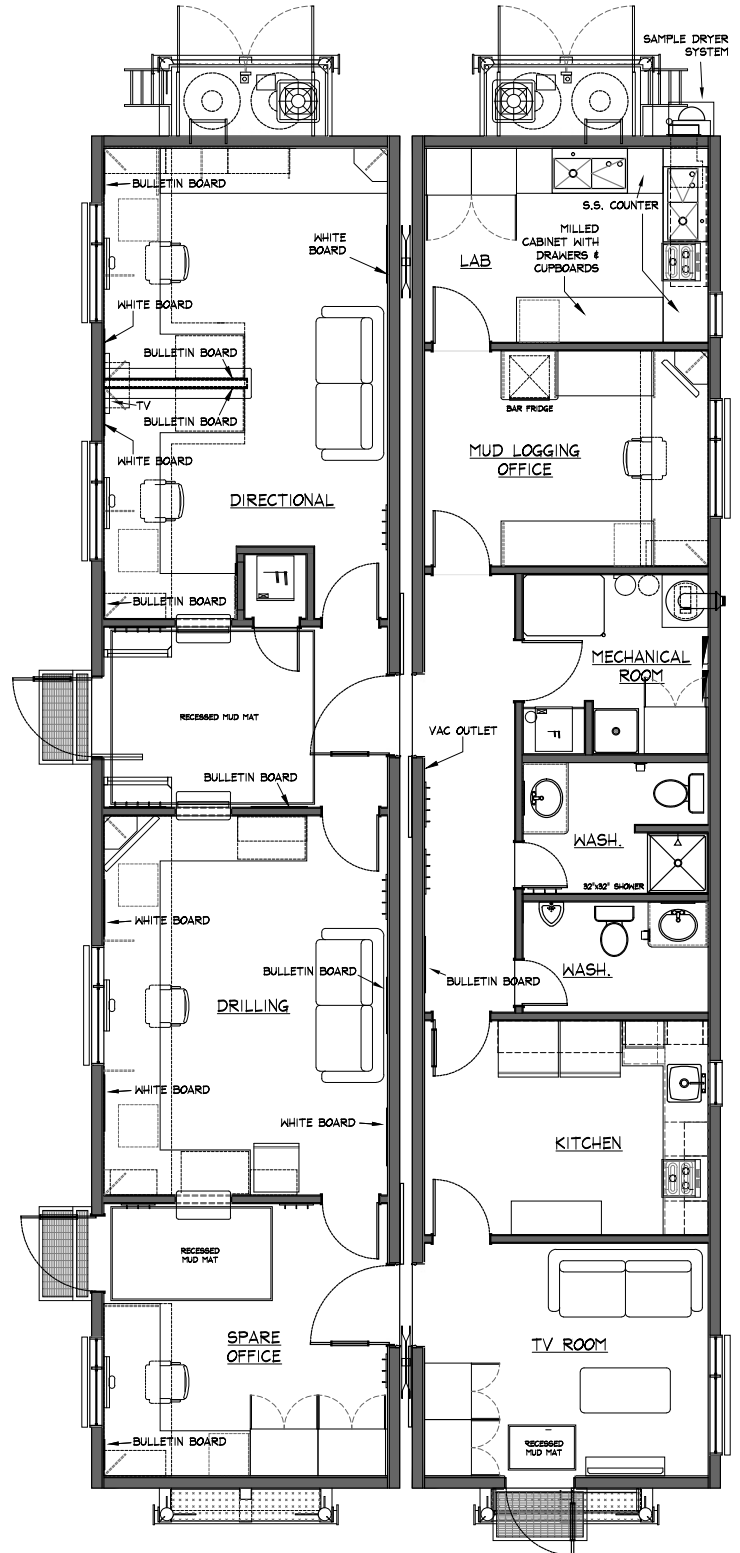 SAMPLE DRYER
SYSTEM
BULLETIN BOARD
WHITE
BOARD
S.S. COUNTER
MILLED
CABINET WITH
DRAWERS &
CUPBOARDS
LAB
WHITE BOARD
BULLETIN BOARD
TV
BULLETIN BOARD
WHITE BOARD
BAR FRIDGE
MUD LOGGING
OFFICE
DIRECTIONAL
BULLETIN BOARD
MECHANICAL
ROOM
RECESSED MUD MAT
VAC OUTLET
BULLETIN BOARD
WASH.
32"x32" SHOWER
WHITE BOARD
BULLETIN BOARD
DRILLING
WASH.
BULLETIN BOARD
WHITE BOARD
WHITE BOARD
KITCHEN
RECESSED
MUD MAT
SPARE
OFFICE
TV ROOM
BULLETIN BOARD
RECESSED
MUD MAT